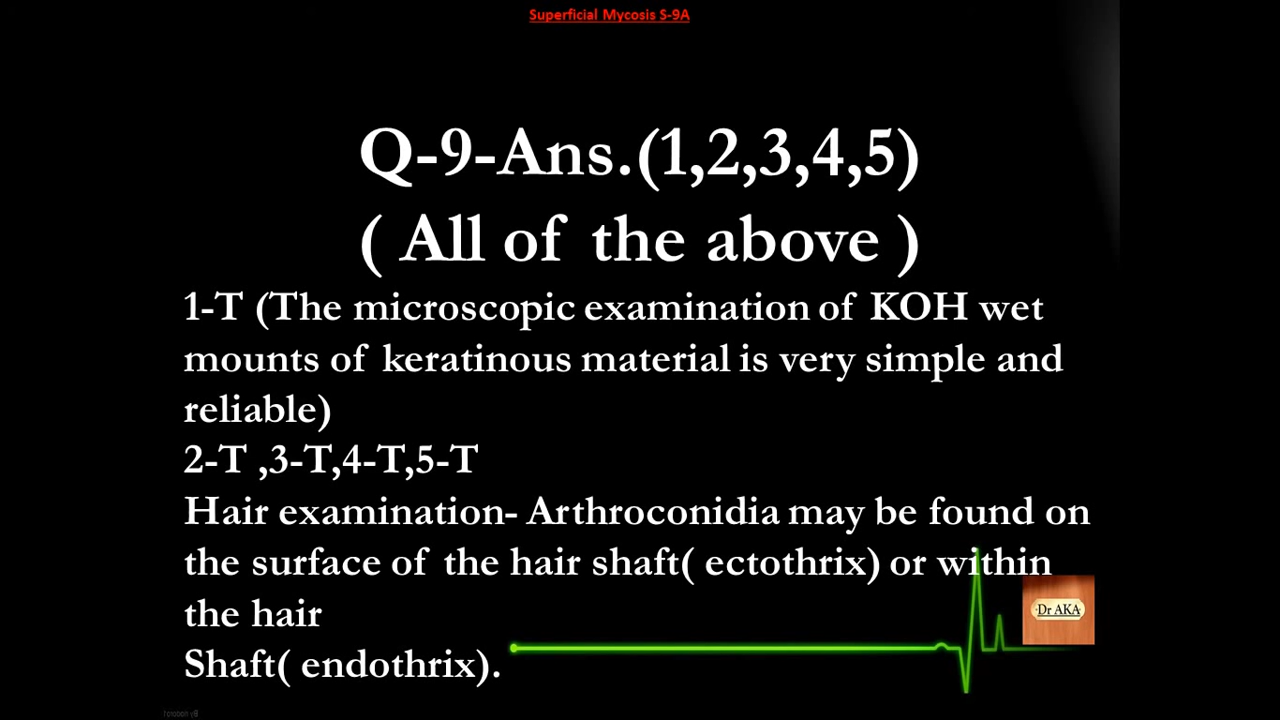 Superficial Mycosis S-9A
Q-9-Ans.(1,2,3,4,5)
( All of the above )
1-T (The microscopic examination of KOH wet
mounts of keratinous material is very simple and
reliable)
2-T ,3-T,4-T,5-T
Hair examination- Arthroconidia may be found on
the surface of the hair shaft( ectothrix) or within
the hair
Shaft( endothrix).
Dr AKA